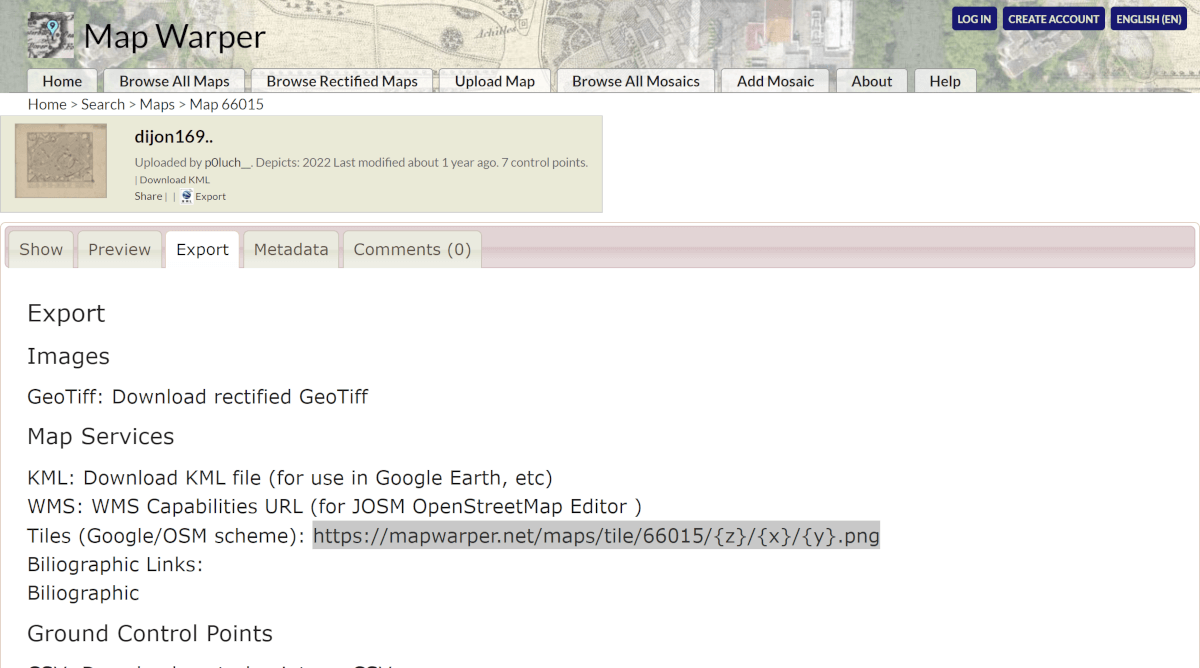 LOG IN CREATE ACCOUNT ENGLISH (EN)
Map Warper
Achilles
Home Browse All Maps Browse Rectified Maps Upload Map Browse All Mosaics Add Mosaic About Help
Home > Search > Maps > Map 66015
dijon169..
Uploaded by p0luch__. Depicts: 2022 Last modified about 1 year ago. 7 control points.
| Download KML
Share | | KML Export
Show Preview Export Metadata Comments (0)
Export
Images
GeoTiff: Download rectified GeoTiff
Map Services
KML: Download KML file (for use in Google Earth, etc)
WMS: WMS Capabilities URL (for JOSM OpenStreetMap Editor )
Tiles (Google/OSM scheme): https://mapwarper.net/maps/tile/66015/{z}/{x}/{y}.png
Biliographic Links:
Biliographic
Ground Control Points